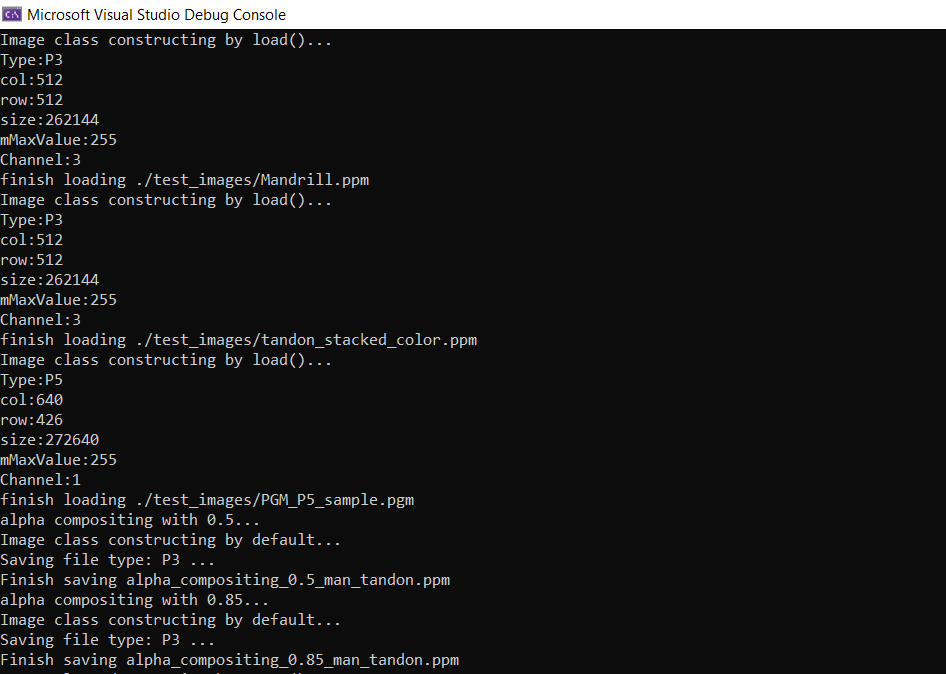 Microsoft Visual Studio Debug Console
Image class constructing by load()...
Type:P3
col:512
row:512
size:262144
mMaxValue:255
Channel:3
finish loading ./test_images/Mandrill.ppm
Image class constructing by load()...
Type:P3
col:512
row:512
size:262144
mMaxValue:255
Channel:3
finish loading ./test_images/tandon_stacked_color.ppm
Image class constructing by load()...
Type:P5
col:640
row:426
size:272640
mMaxValue:255
Channel:1
finish loading ./test_images/PGM_P5_sample.pgm
alpha compositing with 0.5...
Image class constructing by default...
Saving file type: P3 ...
Finish saving alpha_compositing_0.5_man_tandon.ppm
alpha compositing with 0.85...
Image class constructing by default...
Saving file type: P3 ...
Finish saving alpha_compositing_0.85_man_tandon.ppm